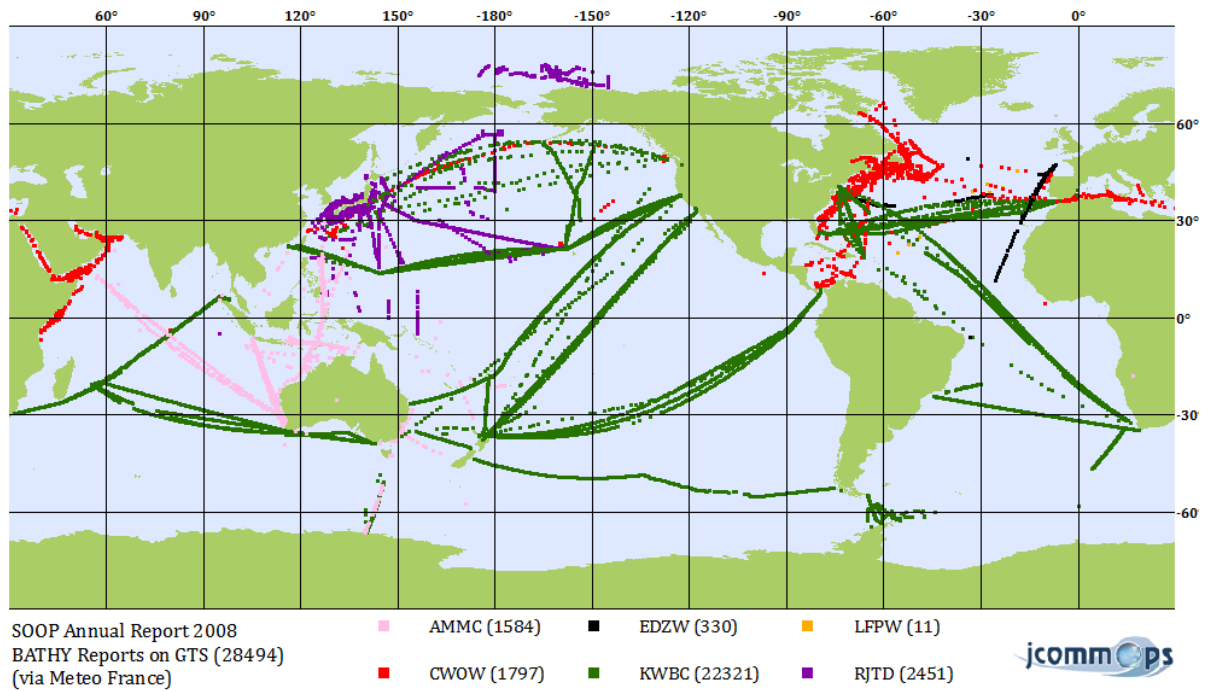 60° 90° 120° 150° -180° -150° -120° -90° -60° -30° 0°
60°
30°
0°
-30°
-60
SOOP Annual Report 2008
BATHY Reports on GTS (28494)
(via Meteo France)
AMMC (1584) EDZW (330) LFPW (11)
CWOW (1797) KWBC (22321) RJTD (2451)
jcommops